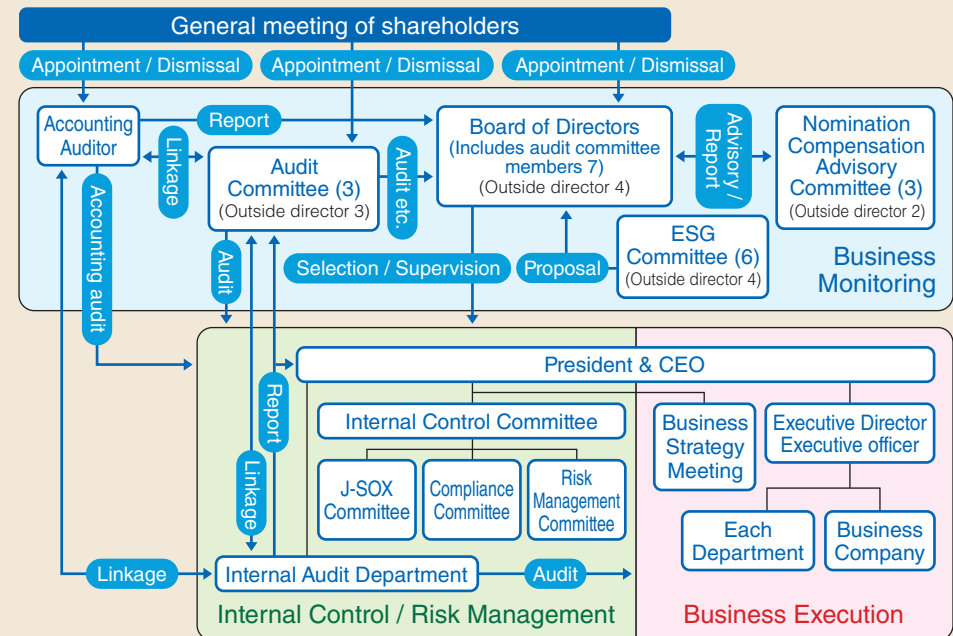 General meeting of shareholders
Appointment / Dismissal
Appointment / Dismissal
Appointment / Dismissal
Accounting
Auditor
Report
Linkage
Audit
Committee (3)
(Outside director 3)
Audit etc.
Board of Directors
(Includes audit committee
members 7)
(Outside director 4)
Advisory /
Report
Nomination
Compensation
Advisory
Committee (3)
(Outside director 2)
Accounting audit
Audit
Selection / Supervision
Proposal
ESG
Committee (6)
(Outside director 4)
Business
Monitoring
President & CEO
Report
Linkage
Internal Control Committee
Business
Strategy
Meeting
Executive Director
Executive officer
J-SOX
Committee
Compliance
Committee
Risk
Management
Committee
Each
Department
Business
Company
Linkage
Internal Audit Department
Audit
Internal Control / Risk Management
Business Execution